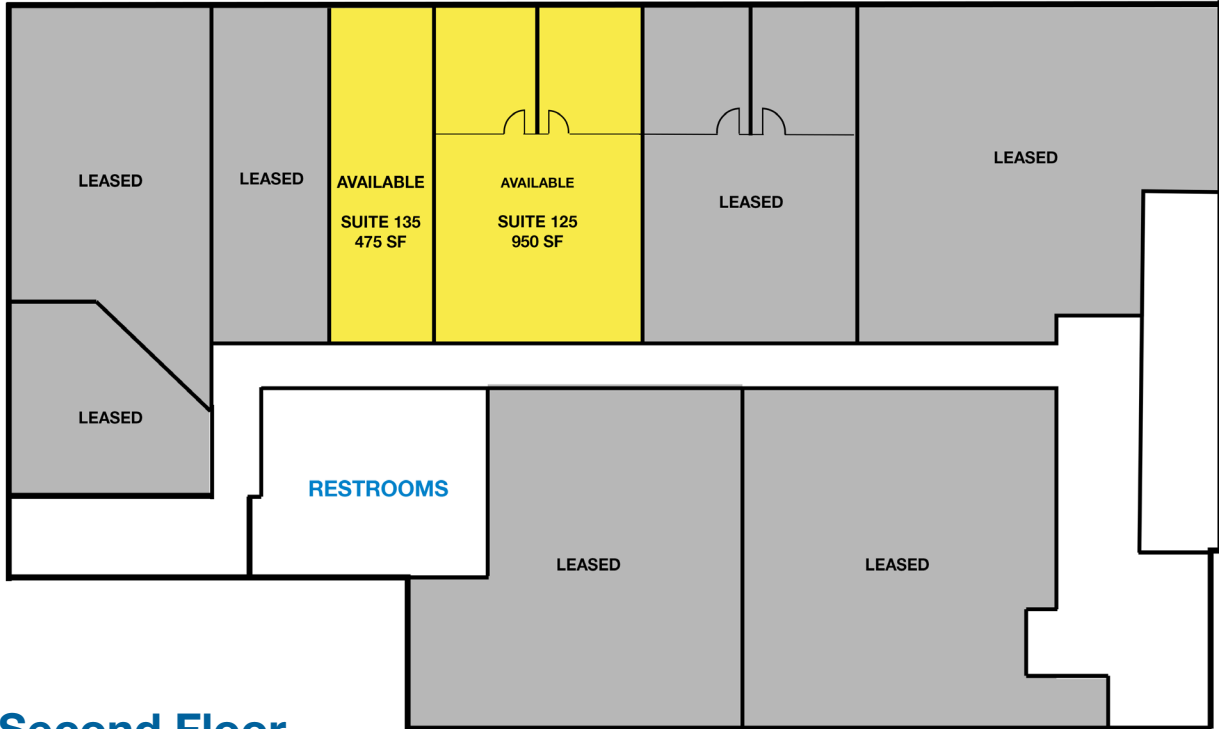 LEASED
LEASED
AVAILABLE
SUITE 135
475 SF
AVAILABLE
SUITE 125
950 SF
LEASED
LEASED
LEASED
RESTROOMS
LEASED
LEASED
Second Floor